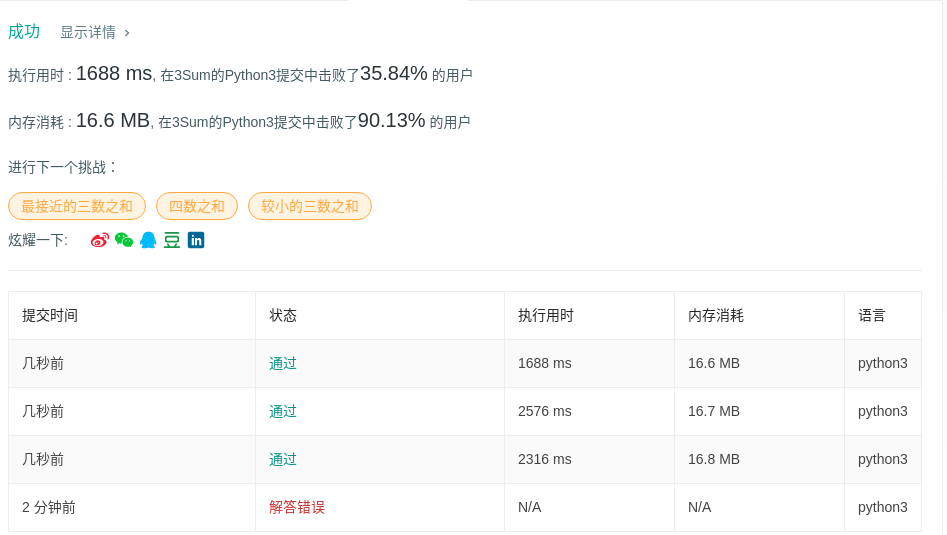 成功 显示详情 ›
执行用时 : 1688 ms, 在3Sum的Python3提交中击败了35.84% 的用户
内存消耗 : 16.6 MB, 在3Sum的Python3提交中击败了90.13% 的用户
进行下一个挑战：
最接近的三数之和 四数之和 较小的三数之和
炫耀一下:
提交时间 状态 执行用时 内存消耗 语言
几秒前 通过 1688 ms 16.6 MB python3
几秒前 通过 2576 ms 16.7 MB python3
几秒前 通过 2316 ms 16.8 MB python3
2 分钟前 解答错误 N/A N/A python3